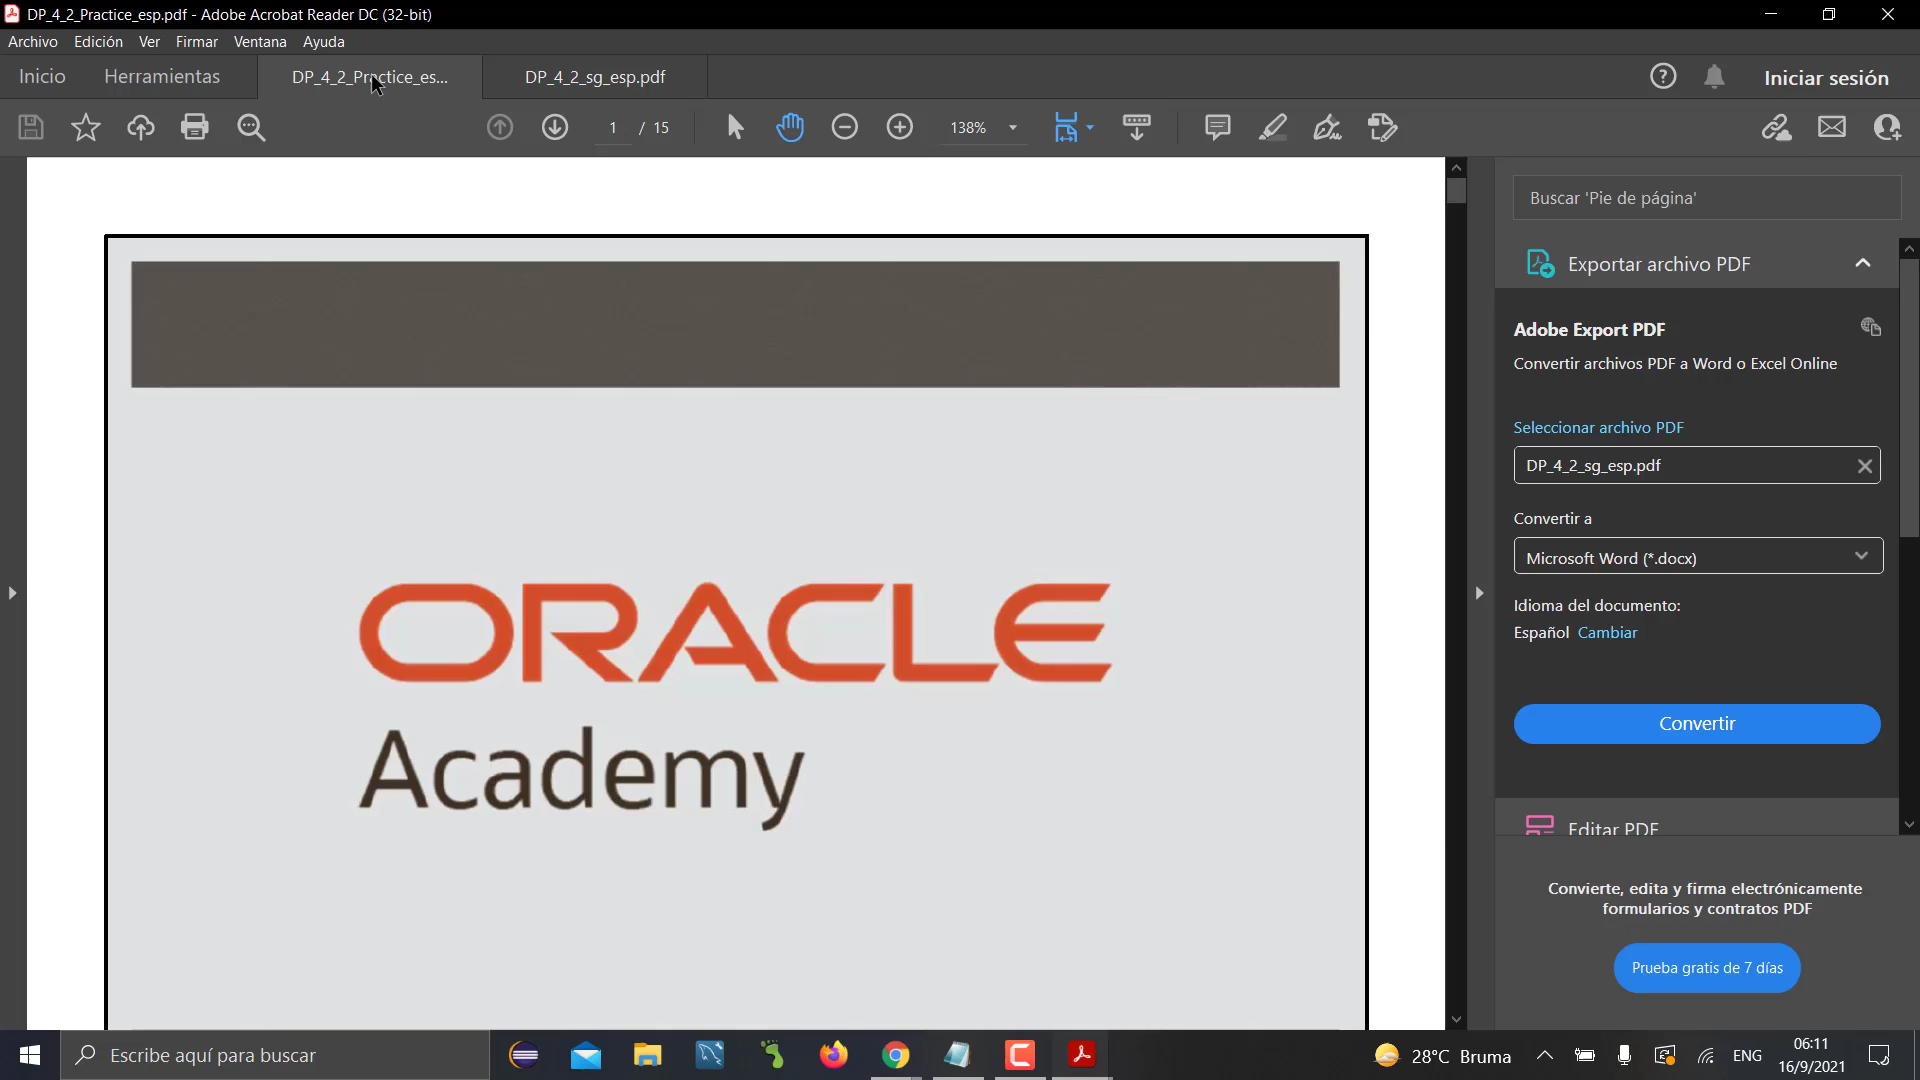 DP_4_2_Practice_esp.pdf - Adobe Acrobat Reader DC (32-bit)
Archivo Edición Ver Firmar Ventana Ayuda
Inicio Herramientas DP_4_2_Practice_es... DP_4_2_sg_esp.pdf Iniciar sesión
1 / 15 138%
Buscar 'Pie de página'
Exportar archivo PDF
Adobe Export PDF
Convertir archivos PDF a Word o Excel Online
Seleccionar archivo PDF
DP_4_2_sg_esp.pdf
Convertir a
Microsoft Word (*.docx)
Idioma del documento:
Español Cambiar
Convertir
Editar PDF
Convierte, edita y firma electrónicamente
formularios y contratos PDF
Prueba gratis de 7 días
ORACLE
Academy
Escribe aquí para buscar
28°C Bruma
ENG
06:11
16/9/2021